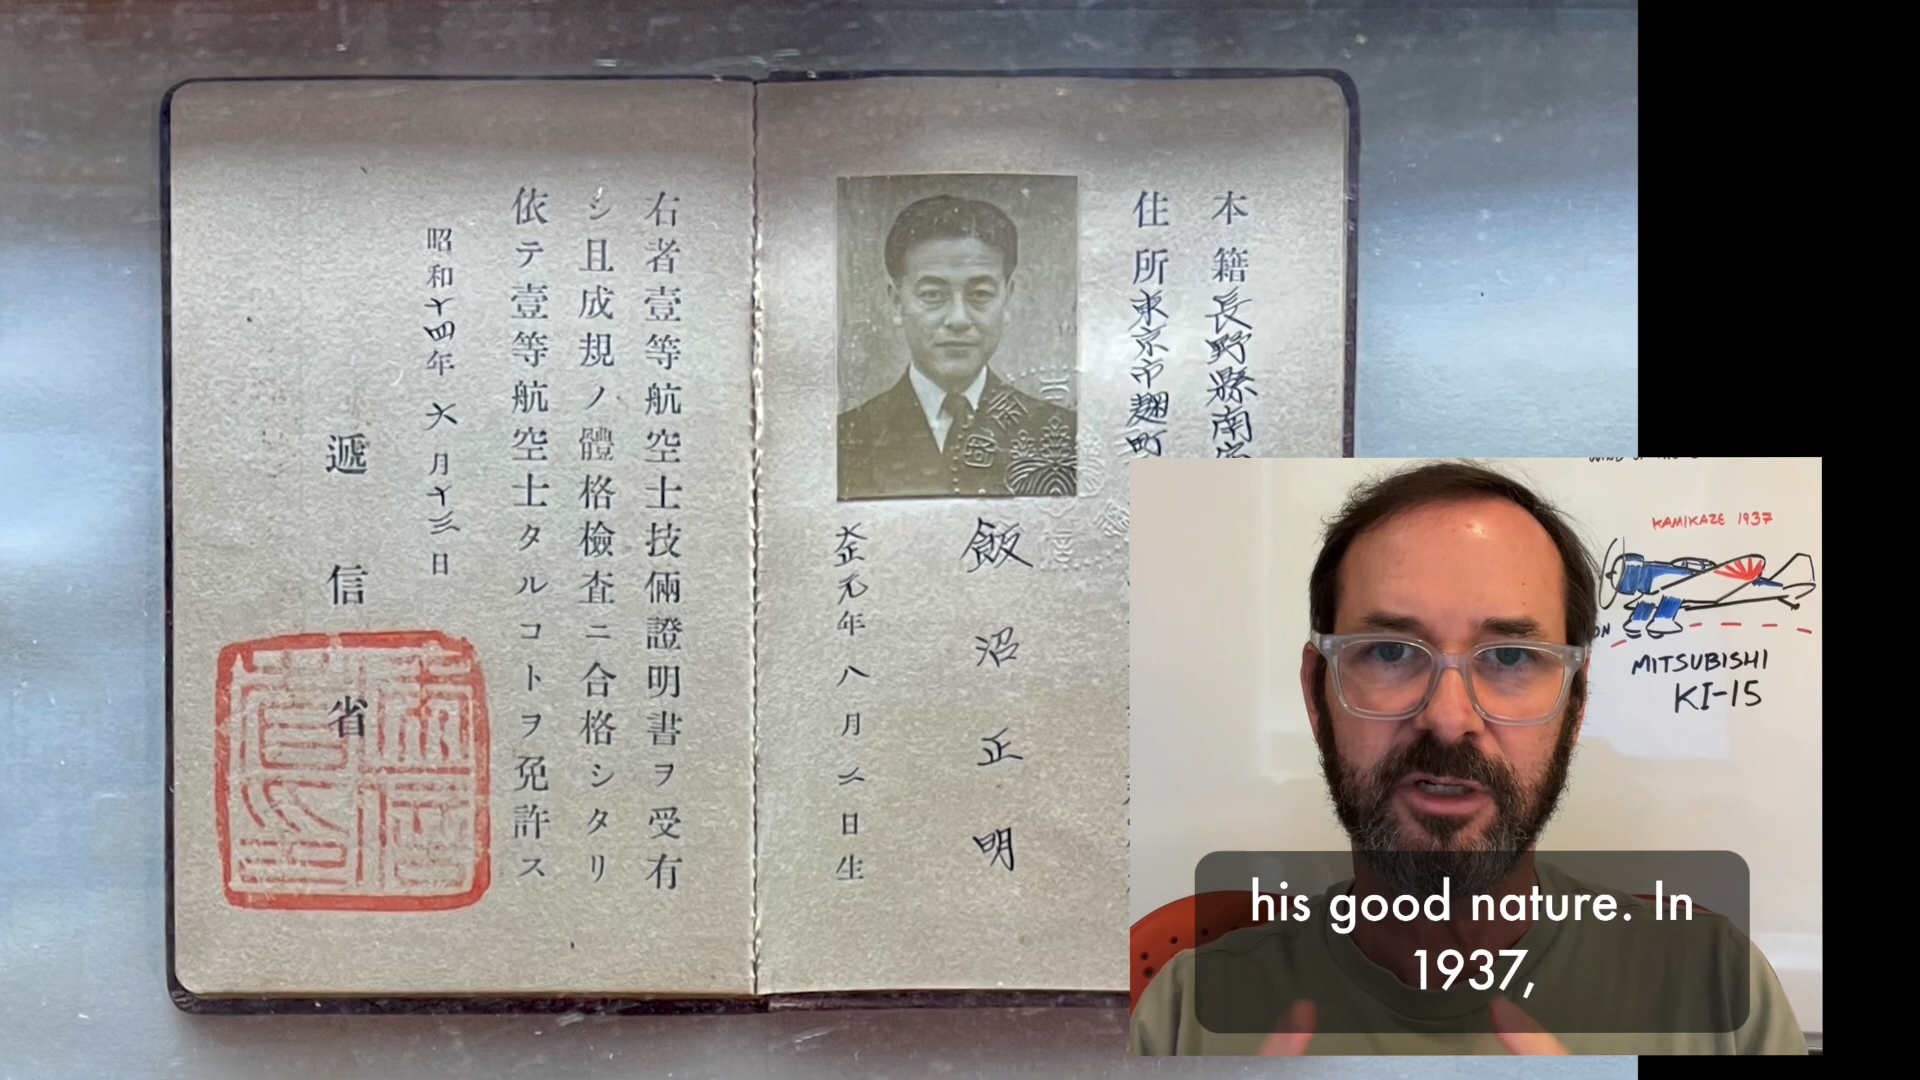 本籍長野縣南
住所東京市麹町
飯沼正明
大正元年八月二日生
右者壹等航空士技倆證明書ヲ受有
シ且成規ノ體格檢査ニ合格シタリ
依テ壹等航空士タルコトヲ免許ス
昭和十四年六月十三日
遞信省
KAMIKAZE 1937
MITSUBISHI
KI-15
his good nature. In
1937,